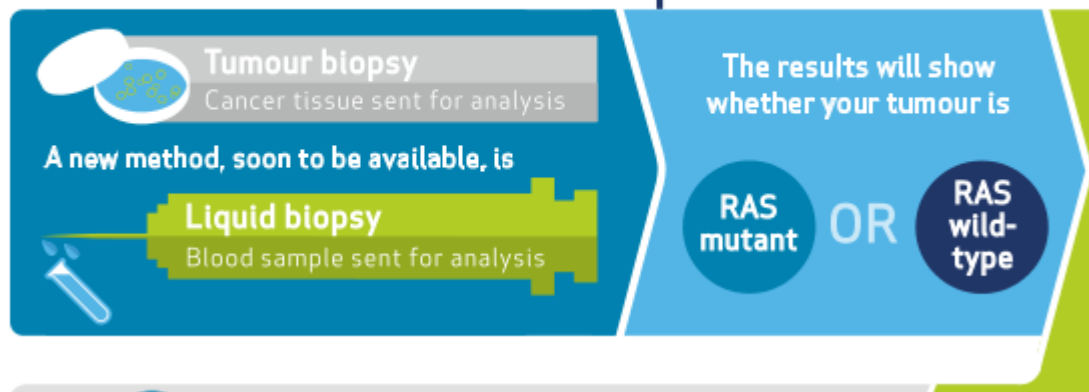 Tumour biopsy
Cancer tissue sent for analysis
A new method, soon to be available, is
Liquid biopsy
Blood sample sent for analysis
The results will show
whether your tumour is
RAS
mutant
OR
RAS
wild-
type